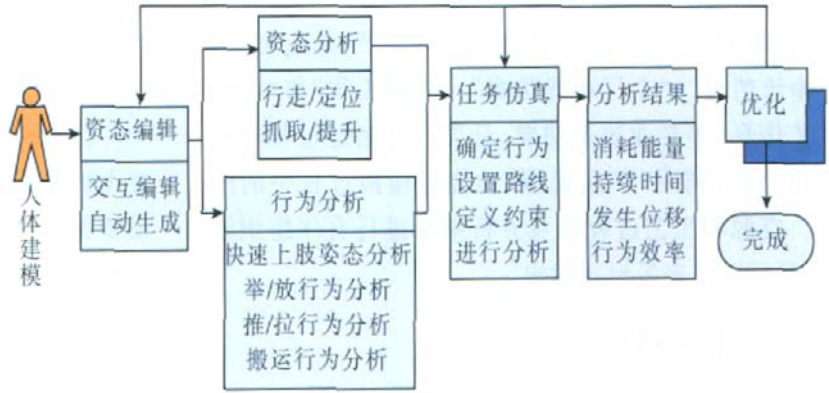 人体建模
资态编辑
交互编辑
自动生成
资态分析
行走/定位
抓取/提升
行为分析
快速上肢姿态分析
举/放行为分析
推/拉行为分析
搬运行为分析
任务仿真
确定行为
设置路线
定义约束
进行分析
分析结果
消耗能量
持续时间
发生位移
行为效率
优化
完成